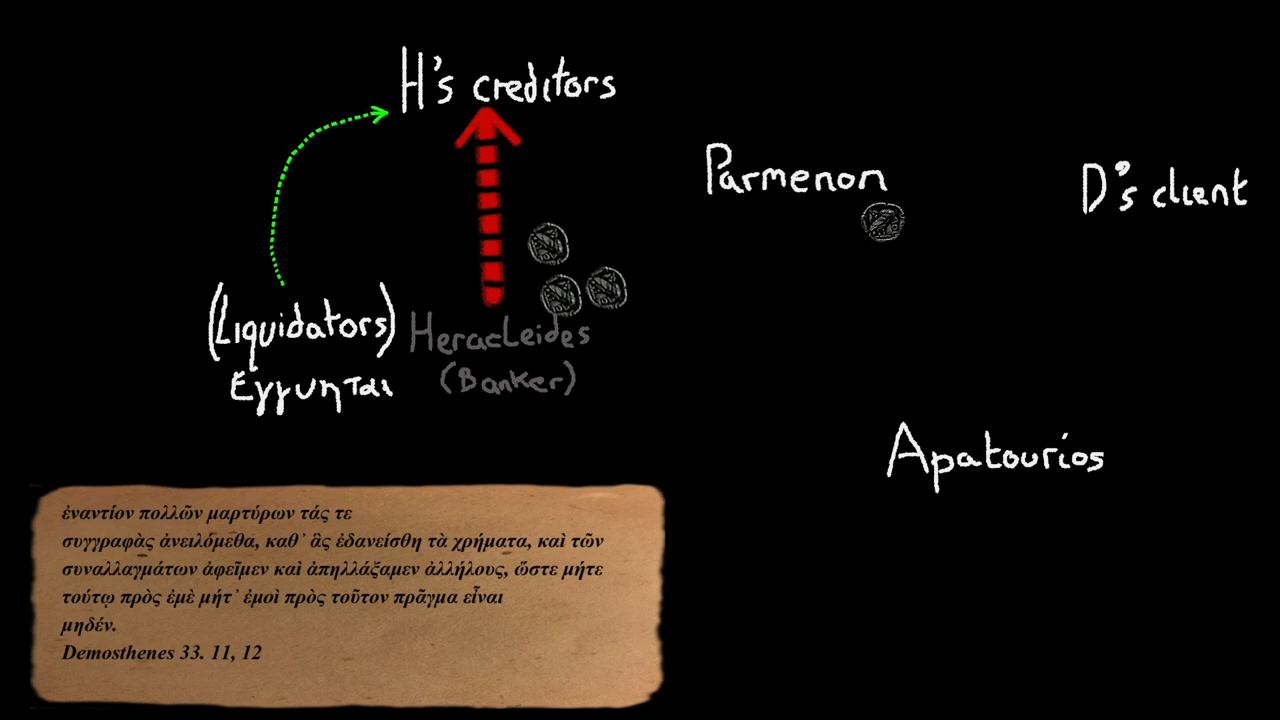 H's creditors
Parmenon
D's client
(Liquidators)
Εγγυηται
Heracleides
(Banker)
Apatourios
ἐναντίον πολλῶν μαρτύρων τάς τε
συγγραφὰς ἀνειλόμεθα, καθ᾽ ἃς ἐδανείσθη τὰ χρήματα, καὶ τῶν
συναλλαγμάτων ἀφεῖμεν καὶ ἀπηλλάξαμεν ἀλλήλους, ὥστε μήτε
τούτῳ πρὸς ἐμὲ μήτ᾽ ἐμοὶ πρὸς τοῦτον πρᾶγμα εἶναι
μηδέν.
Demosthenes 33. 11, 12